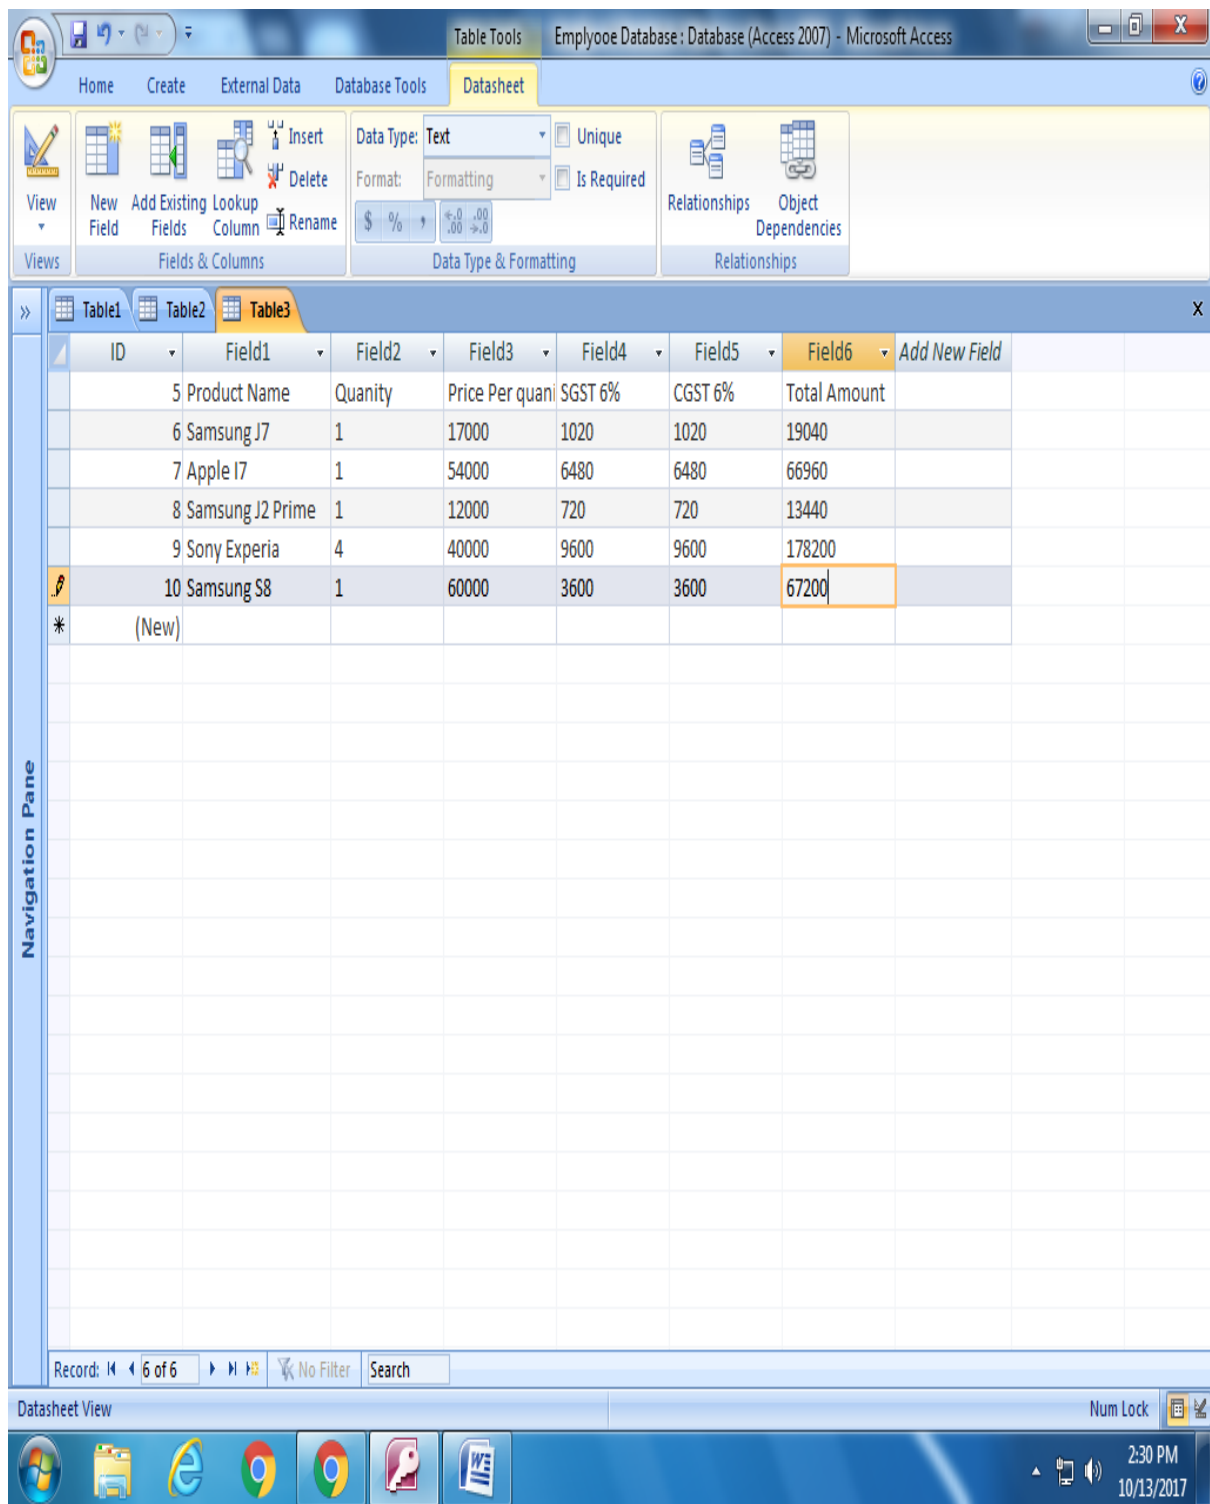 Table Tools Emplyooe Database : Database (Access 2007) - Microsoft Access
Home Create External Data Database Tools Datasheet
View
Views
New Field
Add Existing Fields
Lookup Column
Insert
Delete
Rename
Fields & Columns
Data Type: Text
Format: Formatting
$ % ,
←.0 .00
.00 →.0
Unique
Is Required
Data Type & Formatting
Relationships
Object Dependencies
Relationships
» Table1 Table2 Table3 X
ID Field1 Field2 Field3 Field4 Field5 Field6 Add New Field
5 Product Name Quanity Price Per quani SGST 6% CGST 6% Total Amount
6 Samsung J7 1 17000 1020 1020 19040
7 Apple I7 1 54000 6480 6480 66960
8 Samsung J2 Prime 1 12000 720 720 13440
9 Sony Experia 4 40000 9600 9600 178200
10 Samsung S8 1 60000 3600 3600 67200
(New)
Navigation Pane
Record: 6 of 6 No Filter Search
Datasheet View Num Lock
2:30 PM
10/13/2017